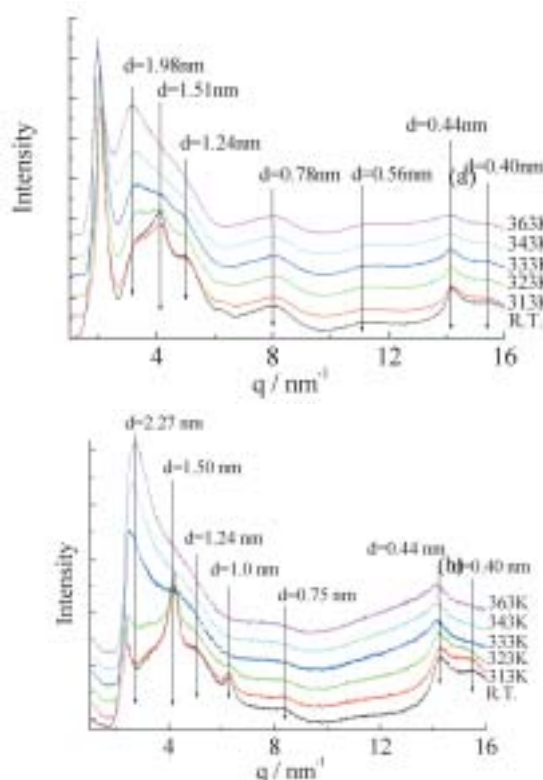 d=1.98nm
d=1.51nm
d=1.24nm
d=0.78nm
d=0.56nm
d=0.44nm
(a)
d=0.40nm
Intensity
363K
343K
333K
323K
313K
R.T.
4
8
12
16
q / nm⁻¹
d=2.27 nm
d=1.50 nm
d=1.24 nm
d=1.0 nm
d=0.75 nm
d=0.44 nm
(b)
d=0.40 nm
Intensity
363K
343K
333K
323K
313K
R.T.
4
8
12
16
q / nm⁻¹